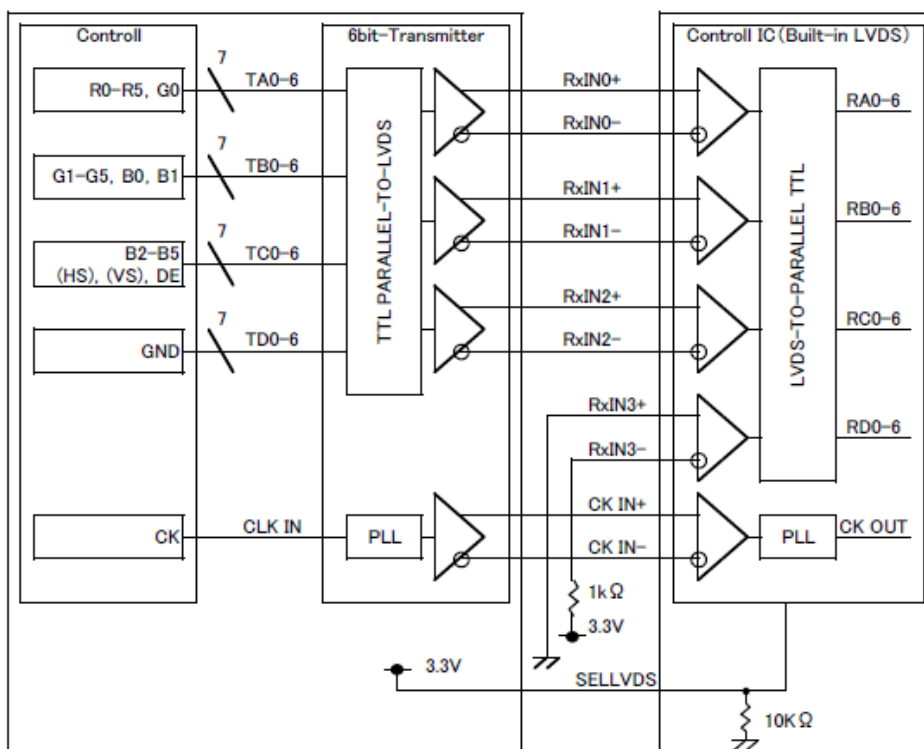 Controll
6bit-Transmitter
Controll IC(Built-in LVDS)
7
R0-R5, G0
TA0-6
RxIN0+
RxIN0-
RA0-6
7
G1-G5, B0, B1
TB0-6
RxIN1+
RxIN1-
RB0-6
7
B2-B5
(HS), (VS), DE
TC0-6
RxIN2+
RxIN2-
RC0-6
7
GND
TD0-6
TTL PARALLEL-TO-LVDS
LVDS-TO-PARALLEL TTL
RxIN3+
RxIN3-
RD0-6
CK
CLK IN
PLL
CK IN+
CK IN-
PLL
CK OUT
1kΩ
3.3V
3.3V
SELLVDS
10KΩ